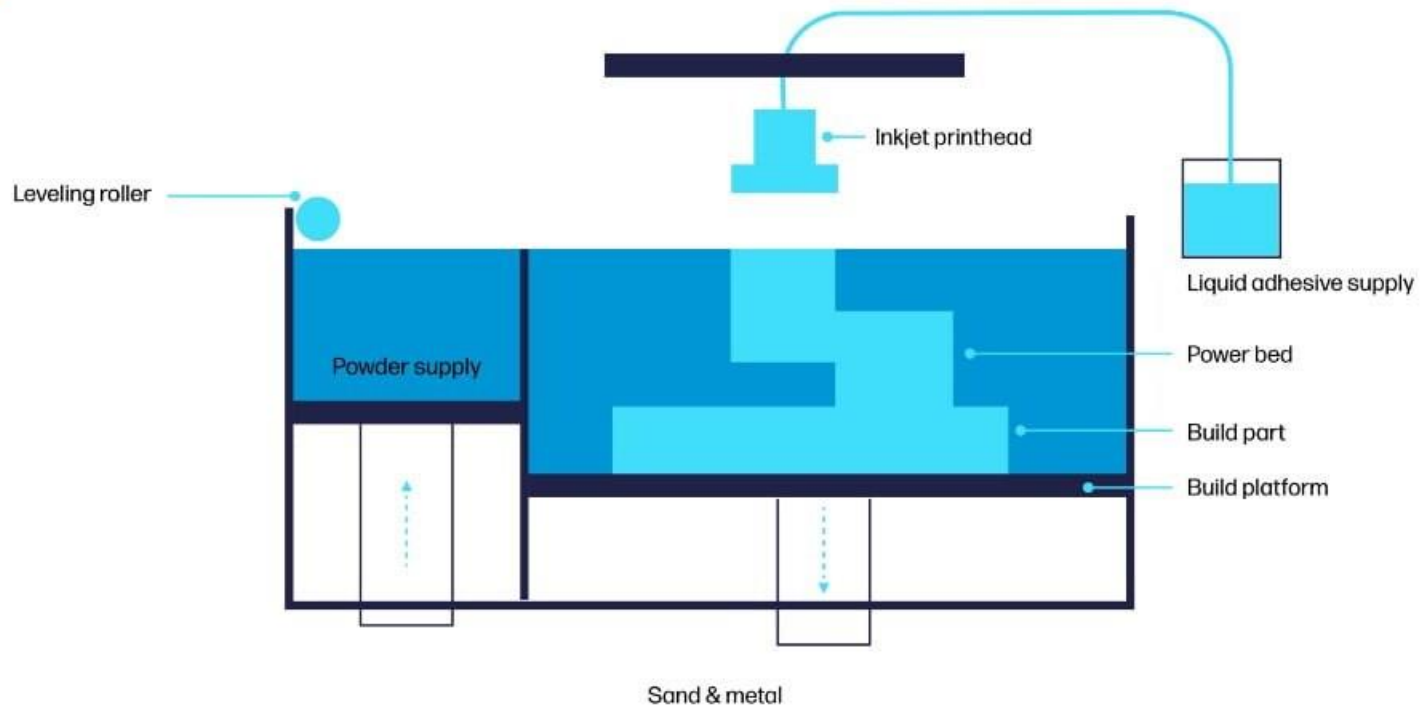 Inkjet printhead
Leveling roller
Liquid adhesive supply
Powder supply
Power bed
Build part
Build platform
Sand & metal